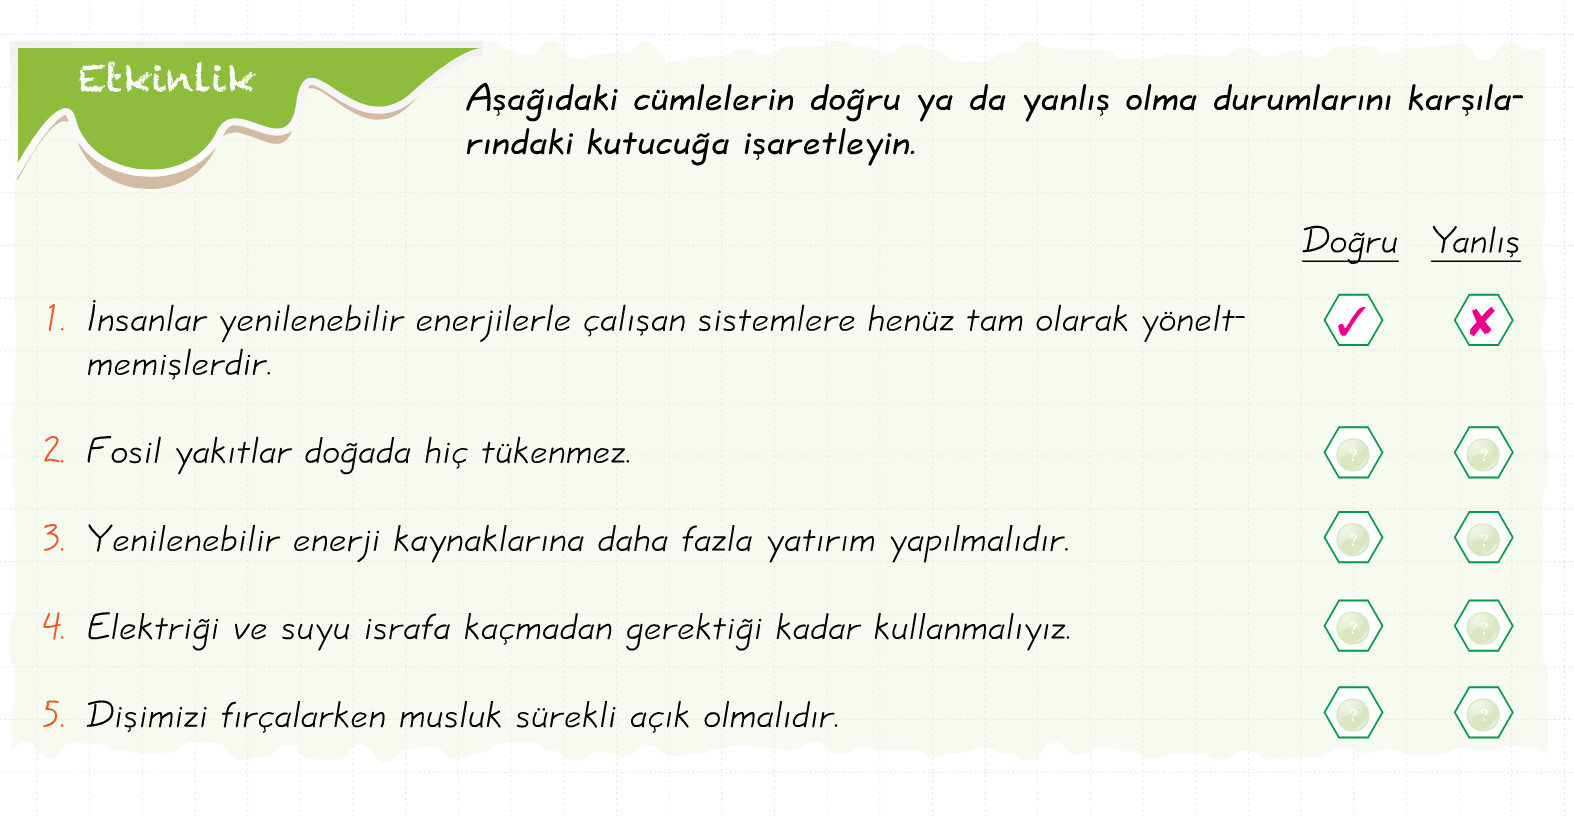 Etkinlik
Aşağıdaki cümlelerin doğru ya da yanlış olma durumlarını karşıla-
rındaki kutucuğa işaretleyin.
Doğru Yanlış
1. İnsanlar yenilenebilir enerjilerle çalışan sistemlere henüz tam olarak yönelt- ✓ ✘
memişlerdir.
2. Fosil yakıtlar doğada hiç tükenmez. ? ?
3. Yenilenebilir enerji kaynaklarına daha fazla yatırım yapılmalıdır. ? ?
4. Elektriği ve suyu israfa kaçmadan gerektiği kadar kullanmalıyız. ? ?
5. Dişimizi fırçalarken musluk sürekli açık olmalıdır. ? ?